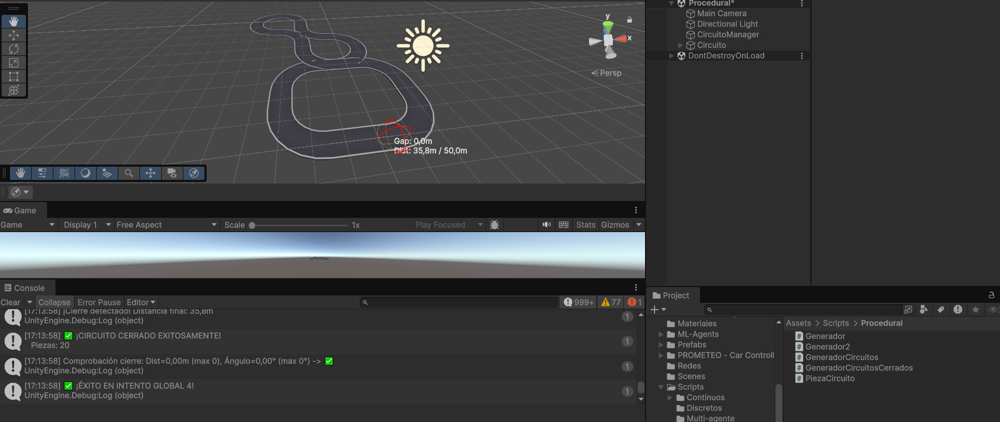 Procedural*
Main Camera
Directional Light
CircuitoManager
Circuito
DontDestroyOnLoad
y
x
Persp
Gap: 0,0m
Dist: 35,8m / 50,0m
Game
Game
Display 1
Free Aspect
Scale
1x
Play Focused
Stats
Gizmos
Console
Clear
Collapse
Error Pause
Editor
999+
77
1
[17:13:58] ¡Cierre detectado! Distancia final: 35,8m
UnityEngine.Debug:Log (object)
1
[17:13:58] ✅ ¡CIRCUITO CERRADO EXITOSAMENTE!
Piezas: 20
1
[17:13:58] Comprobación cierre: Dist=0,00m (max 0), Ángulo=0,00° (max 0°) -> ✅
UnityEngine.Debug:Log (object)
1
[17:13:58] ✅ ¡ÉXITO EN INTENTO GLOBAL 4!
UnityEngine.Debug:Log (object)
1
Project
Materiales
ML-Agents
Prefabs
PROMETEO - Car Controll
Redes
Scenes
Scripts
Continuos
Discretos
Multi-agente
Assets > Scripts > Procedural
Generador
Generador2
GeneradorCircuitos
GeneradorCircuitosCerrados
PiezaCircuito